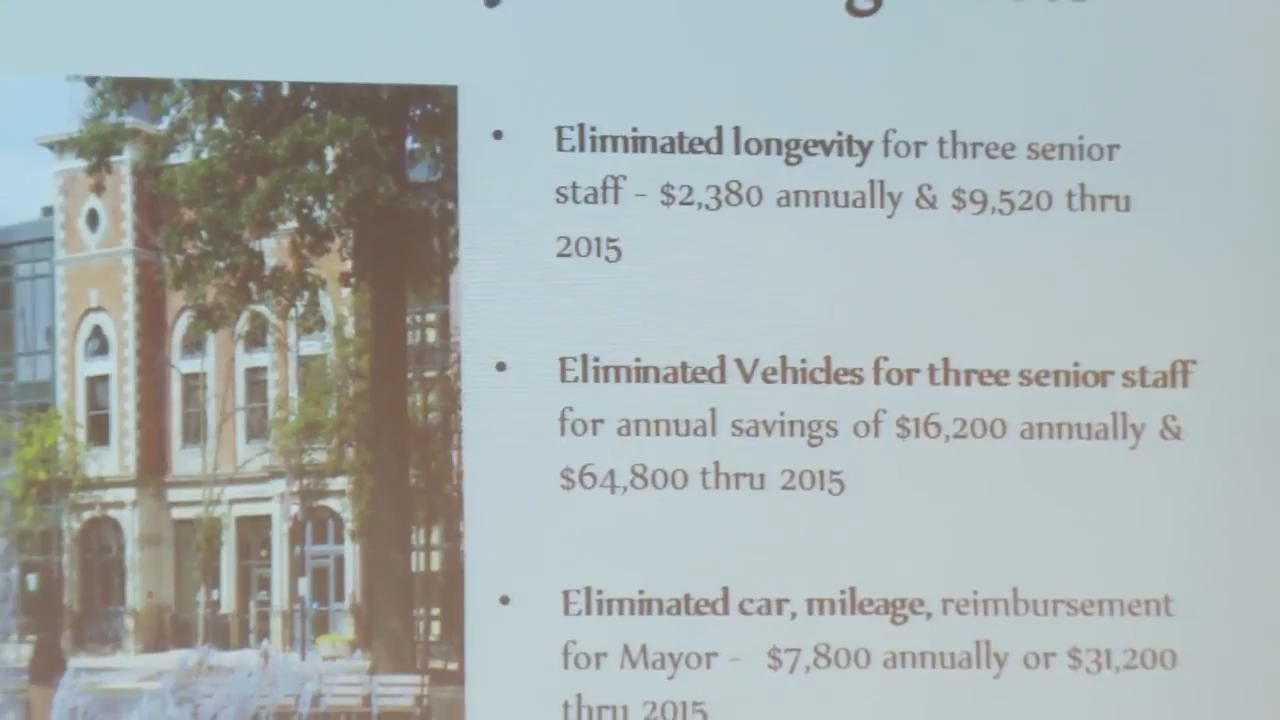 • Eliminated longevity for three senior
staff - $2,380 annually & $9,520 thru
2015
• Eliminated Vehicles for three senior staff
for annual savings of $16,200 annually &
$64,800 thru 2015
• Eliminated car, mileage, reimbursement
for Mayor - $7,800 annually or $31,200
thru 2015